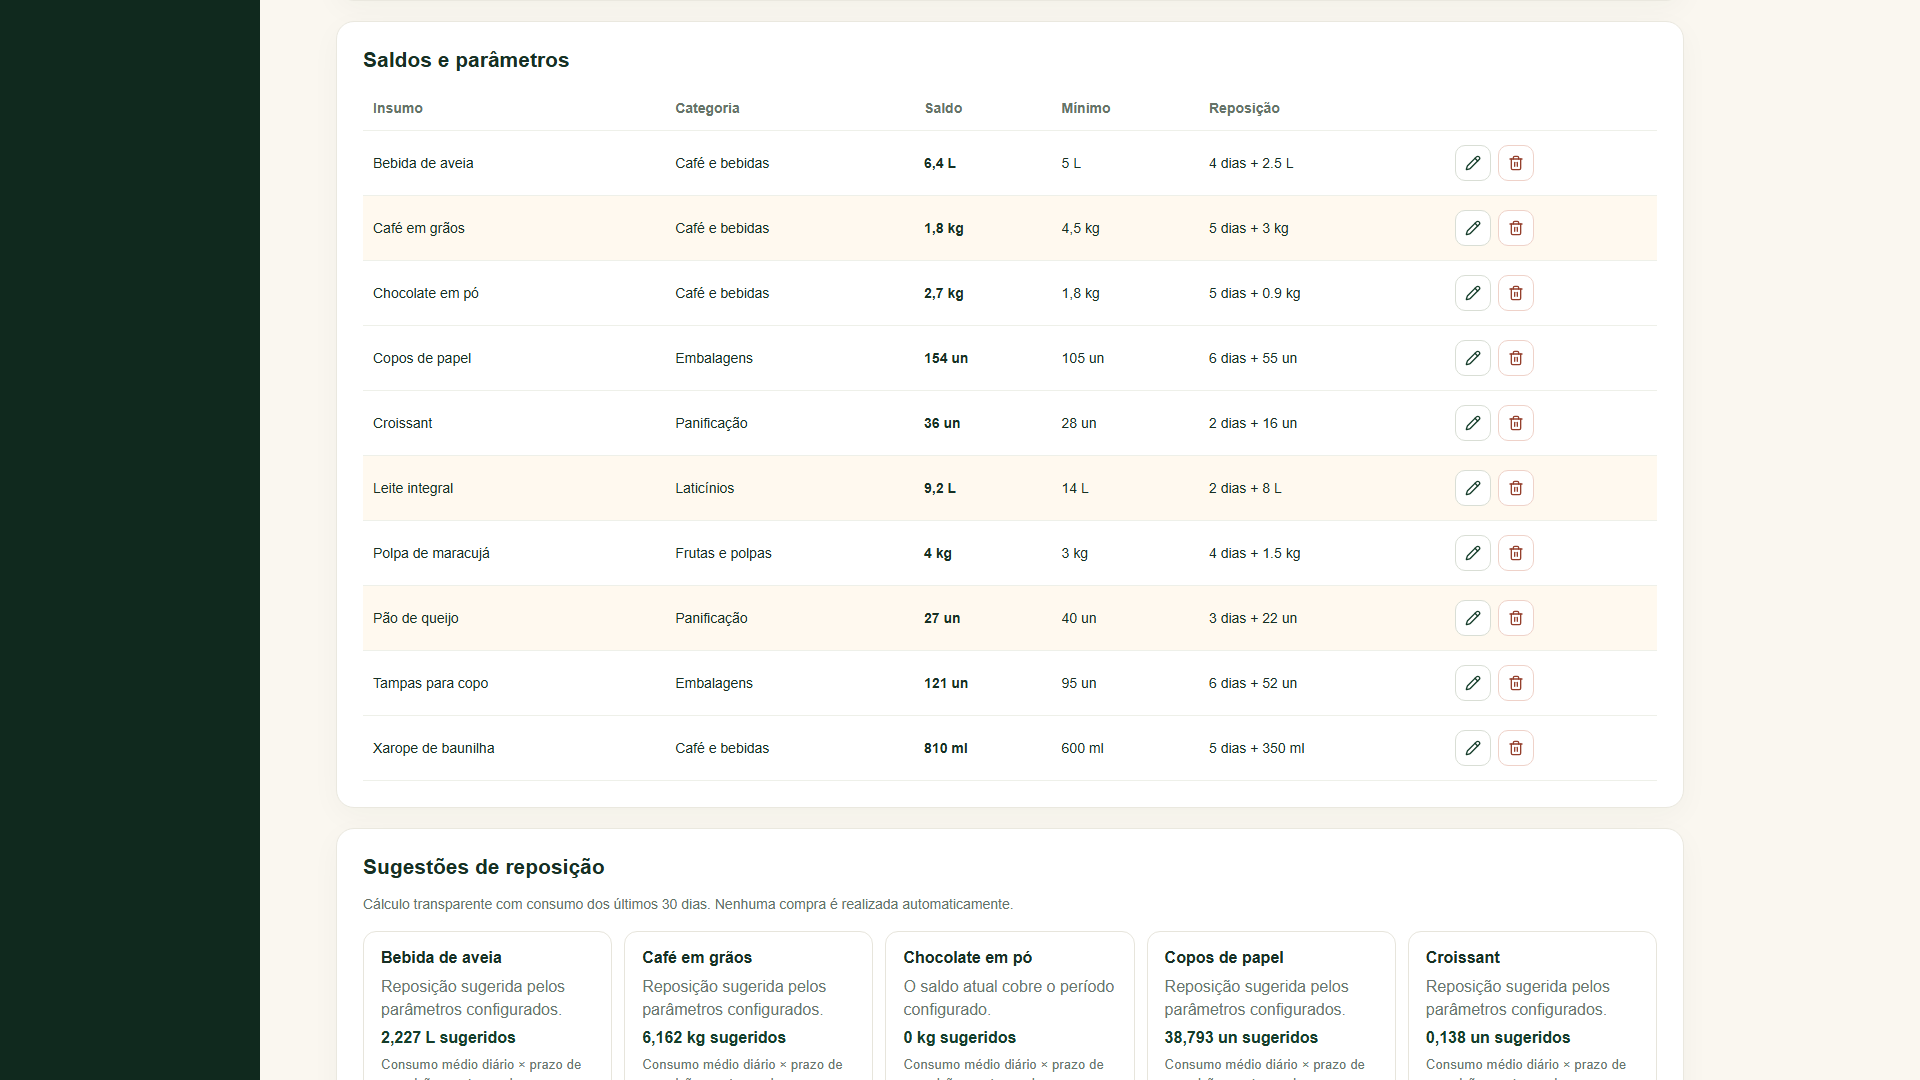 Saldos e parâmetros
Insumo Categoria Saldo Mínimo Reposição
Bebida de aveia Café e bebidas 6,4 L 5 L 4 dias + 2.5 L
Café em grãos Café e bebidas 1,8 kg 4,5 kg 5 dias + 3 kg
Chocolate em pó Café e bebidas 2,7 kg 1,8 kg 5 dias + 0.9 kg
Copos de papel Embalagens 154 un 105 un 6 dias + 55 un
Croissant Panificação 36 un 28 un 2 dias + 16 un
Leite integral Laticínios 9,2 L 14 L 2 dias + 8 L
Polpa de maracujá Frutas e polpas 4 kg 3 kg 4 dias + 1.5 kg
Pão de queijo Panificação 27 un 40 un 3 dias + 22 un
Tampas para copo Embalagens 121 un 95 un 6 dias + 52 un
Xarope de baunilha Café e bebidas 810 ml 600 ml 5 dias + 350 ml
Sugestões de reposição
Cálculo transparente com consumo dos últimos 30 dias. Nenhuma compra é realizada automaticamente.
Bebida de aveia
Reposição sugerida pelos
parâmetros configurados.
2,227 L sugeridos
Consumo médio diário × prazo de
Café em grãos
Reposição sugerida pelos
parâmetros configurados.
6,162 kg sugeridos
Consumo médio diário × prazo de
Chocolate em pó
O saldo atual cobre o período
configurado.
0 kg sugeridos
Consumo médio diário × prazo de
Copos de papel
Reposição sugerida pelos
parâmetros configurados.
38,793 un sugeridos
Consumo médio diário × prazo de
Croissant
Reposição sugerida pelos
parâmetros configurados.
0,138 un sugeridos
Consumo médio diário × prazo de